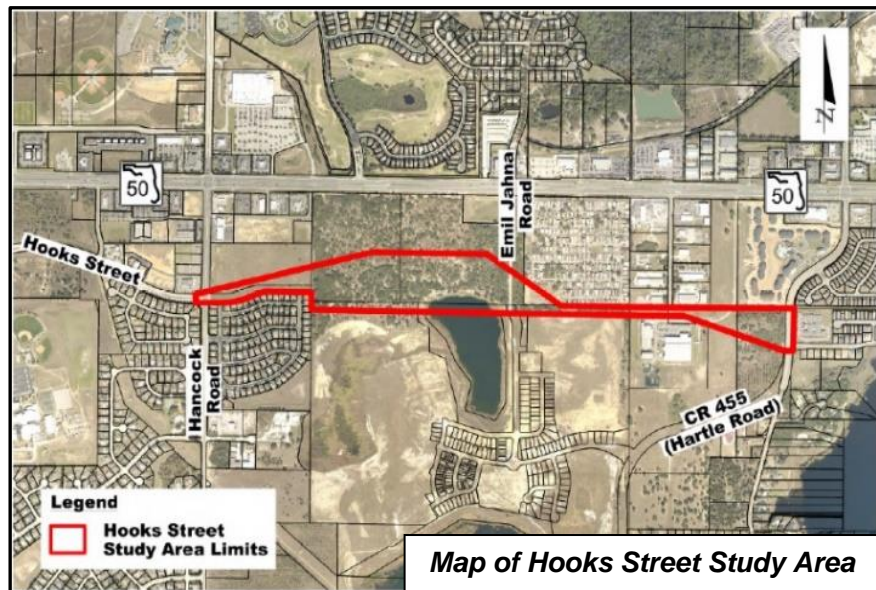 N
50
50
Emil Jahna
Road
Hooks Street
Hancock
Road
CR 455
(Hartle Road)
Legend
Hooks Street
Study Area Limits
Map of Hooks Street Study Area